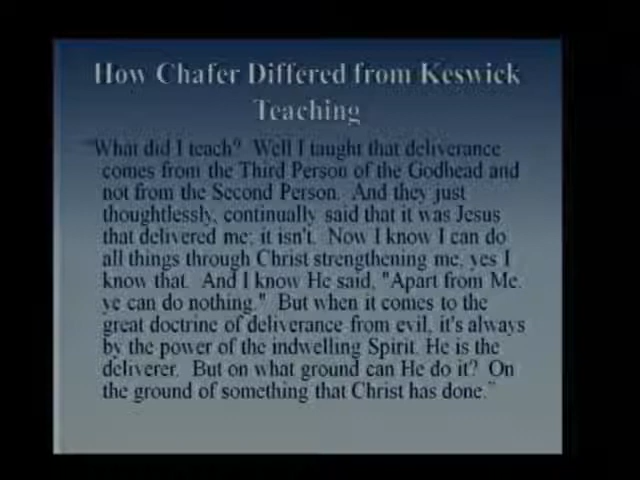 How Chafer Differed from Keswick
Teaching
"What did I teach? Well I taught that deliverance
comes from the Third Person of the Godhead and
not from the Second Person. And they just
thoughtlessly, continually said that it was Jesus
that delivered me; it isn't. Now I know I can do
all things through Christ strengthening me, yes I
know that. And I know He said, "Apart from Me,
ye can do nothing." But when it comes to the
great doctrine of deliverance from evil, it's always
by the power of the indwelling Spirit. He is the
deliverer. But on what ground can He do it? On
the ground of something that Christ has done."